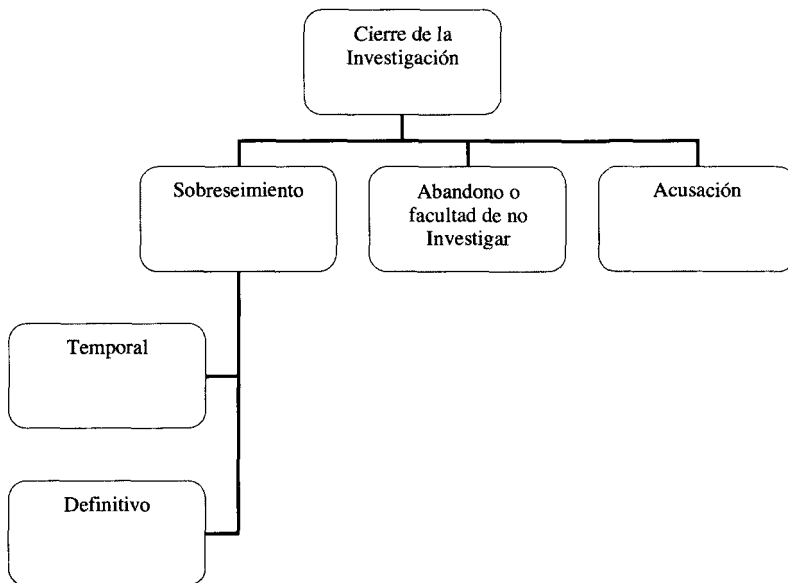 Cierre de la
Investigación
Sobreseimiento
Abandono o
facultad de no
Investigar
Acusación
Temporal
Definitivo